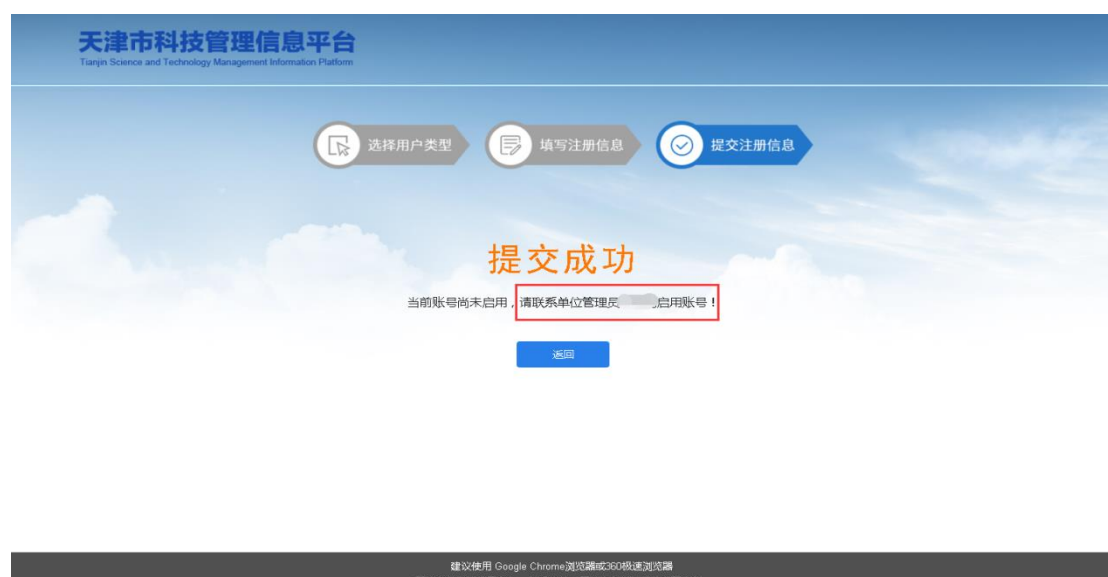 天津市科技管理信息平台
Tianjin Science and Technology Management Information Platform
选择用户类型 填写注册信息 提交注册信息
提交成功
当前账号尚未启用，请联系单位管理员 启用账号！
返回
建议使用 Google Chrome浏览器或360极速浏览器